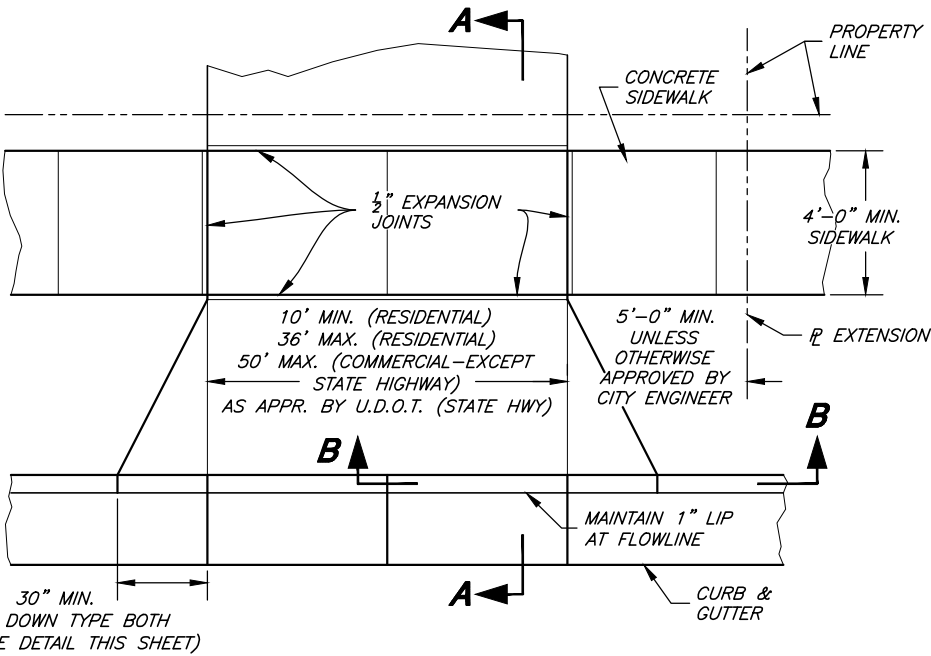 A
PROPERTY
LINE
CONCRETE
SIDEWALK
1/2" EXPANSION
JOINTS
4'-0" MIN.
SIDEWALK
10' MIN. (RESIDENTIAL)
36' MAX. (RESIDENTIAL)
50' MAX. (COMMERCIAL-EXCEPT
STATE HIGHWAY)
AS APPR. BY U.D.O.T. (STATE HWY)
5'-0" MIN.
UNLESS
OTHERWISE
APPROVED BY
CITY ENGINEER
PL EXTENSION
B
B
MAINTAIN 1" LIP
AT FLOWLINE
A
CURB &
GUTTER
30" MIN.
DOWN TYPE BOTH
DETAIL THIS SHEET)